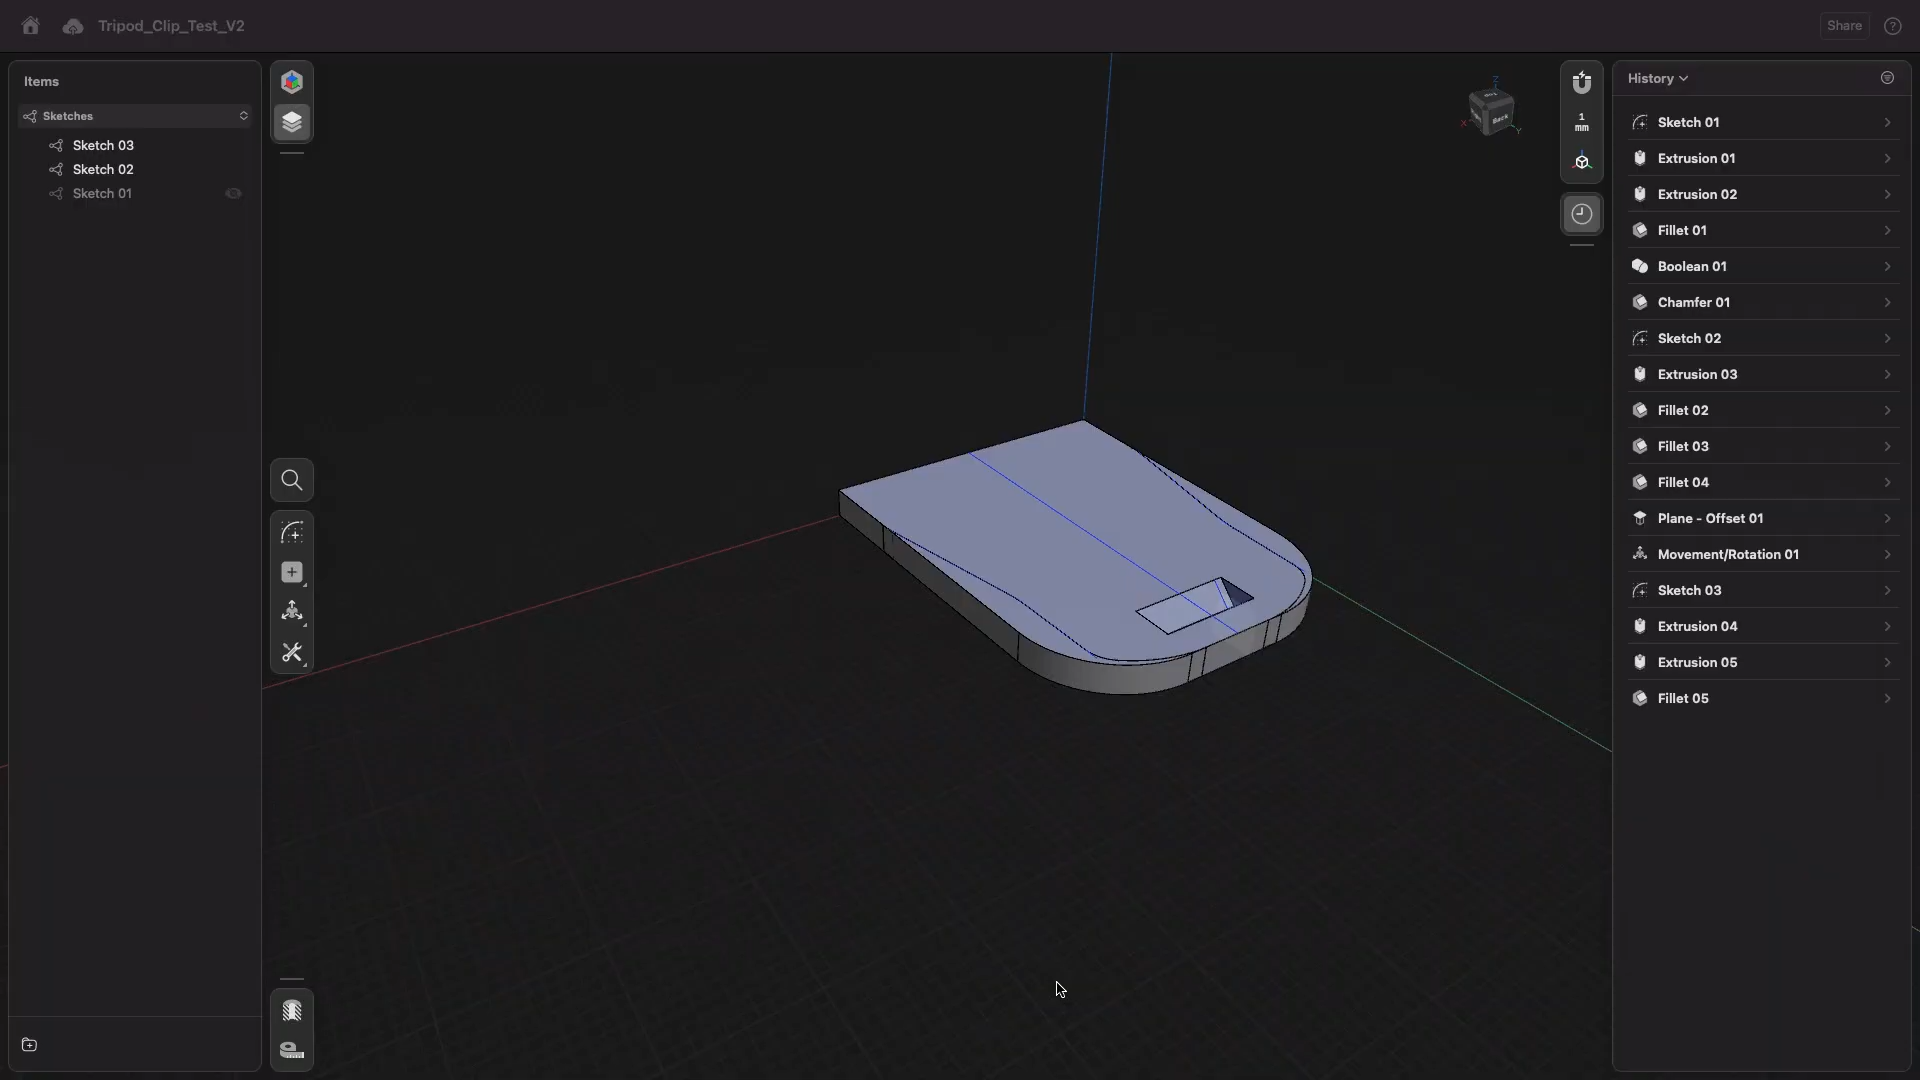 Tripod_Clip_Test_V2
Share
Items
Sketches
Sketch 03
Sketch 02
Sketch 01
Z
X
Back
Y
1
mm
History
Sketch 01
Extrusion 01
Extrusion 02
Fillet 01
Boolean 01
Chamfer 01
Sketch 02
Extrusion 03
Fillet 02
Fillet 03
Fillet 04
Plane - Offset 01
Movement/Rotation 01
Sketch 03
Extrusion 04
Extrusion 05
Fillet 05